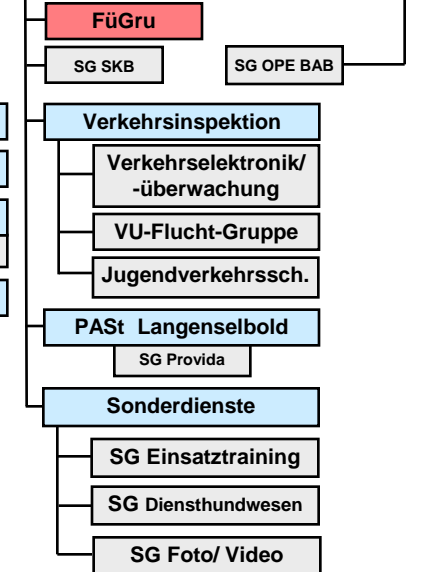 FüGru
SG SKB
SG OPE BAB
Verkehrsinspektion
Verkehrselektronik/
-überwachung
VU-Flucht-Gruppe
Jugendverkehrssch.
PASt Langenselbold
SG Provida
Sonderdienste
SG Einsatztraining
SG Diensthundwesen
SG Foto/ Video